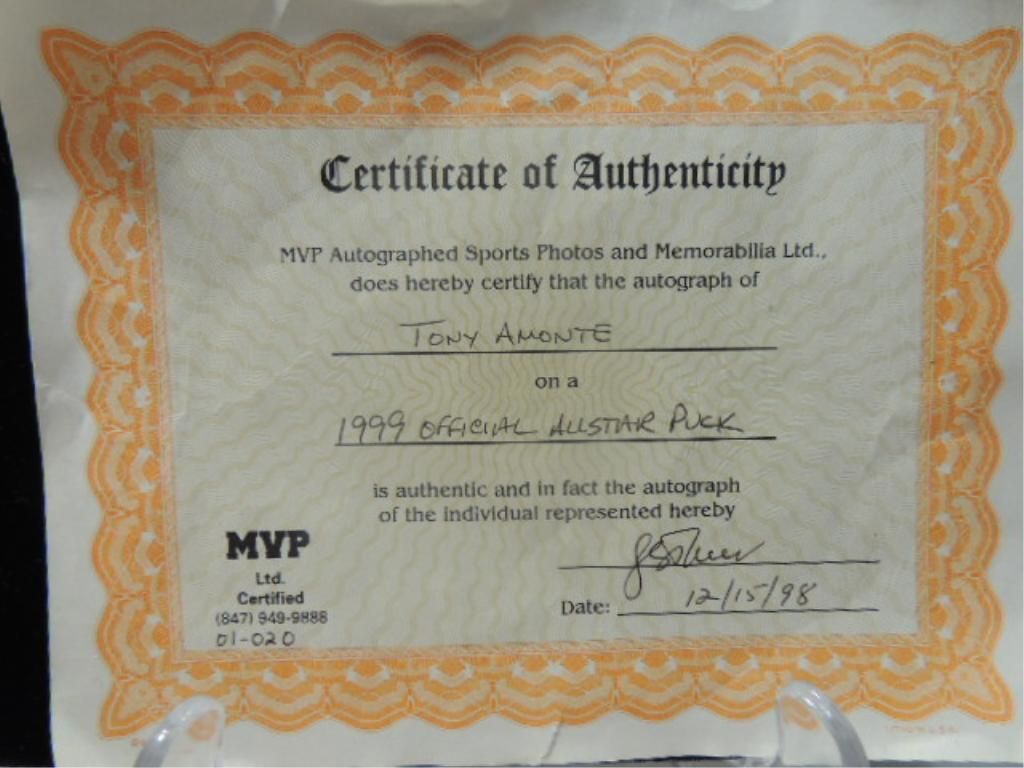 Certificate of Authenticity
MVP Autographed Sports Photos and Memorabilia Ltd.,
does hereby certify that the autograph of
TONY AMONTE
on a
1999 OFFICIAL ALLSTAR PUCK
is authentic and in fact the autograph
of the individual represented hereby
MVP
Ltd.
Certified
(847) 949-9888
01-020
Date: 12/15/98